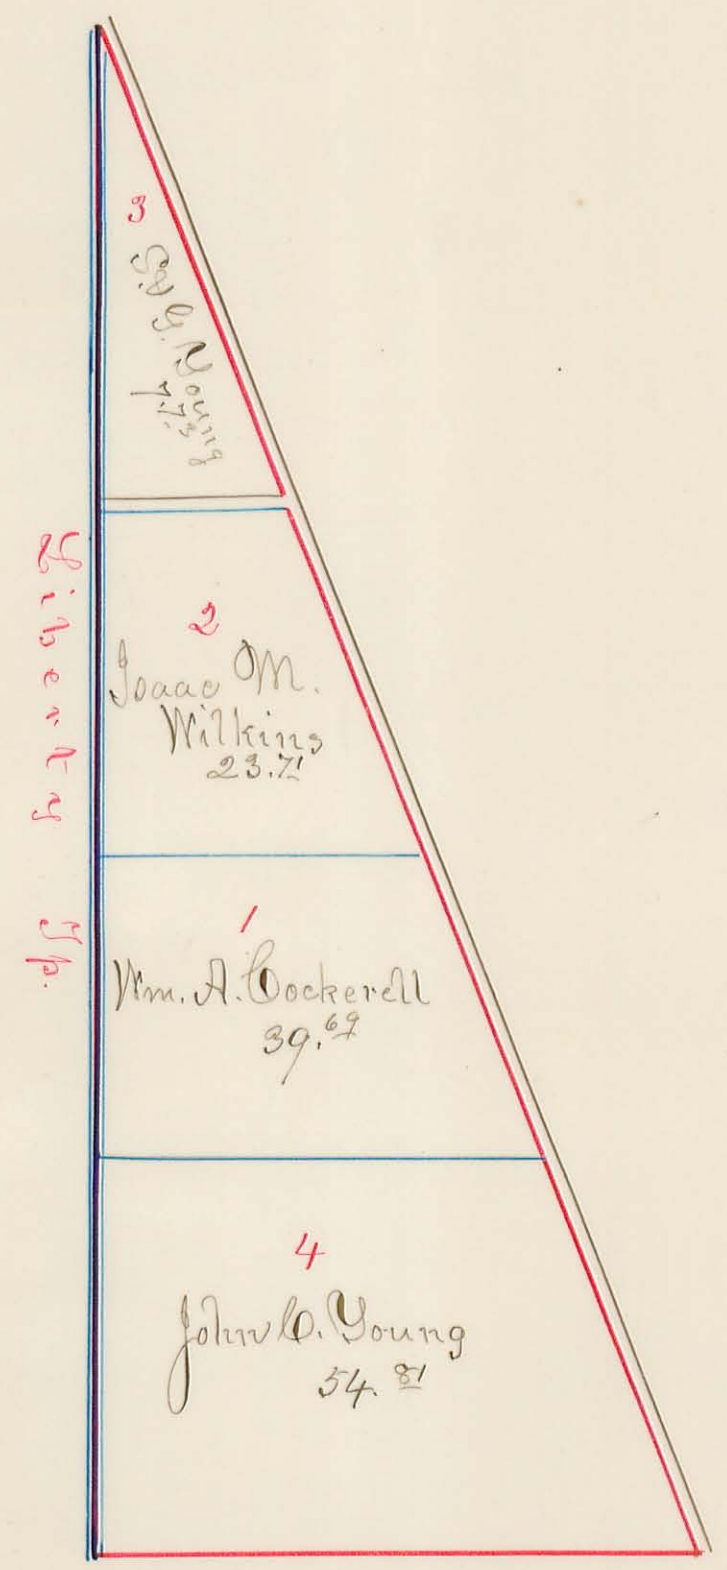 3
G. Young
7.73
2
Isaac M.
Wilkins
23.71
1
Wm. A. Cockerell
39.69
4
John C. Young
54.81
Liberty Tp.